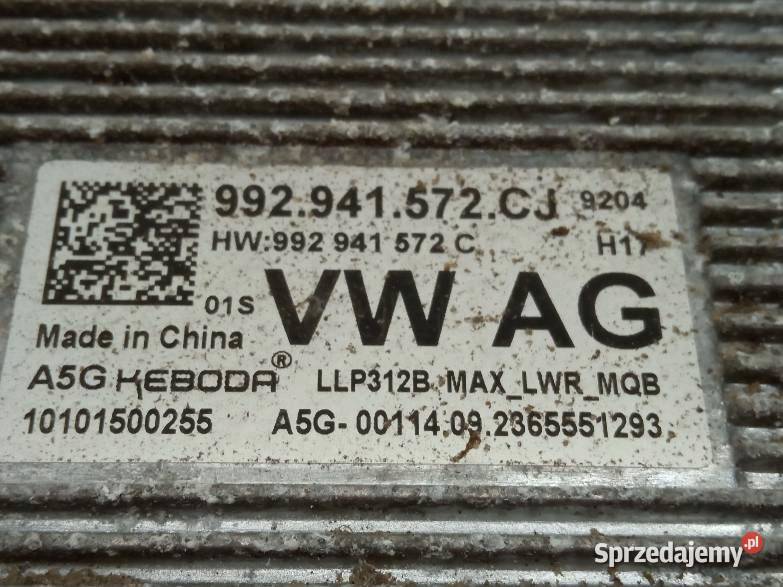 992.941.572.CJ 9204
HW:992 941 572 C H17
01S VW AG
Made in China
A5G KEBODA® LLP312B MAX_LWR_MQB
10101500255 A5G-00114.09.2365551293
Sprzedajemy.pl